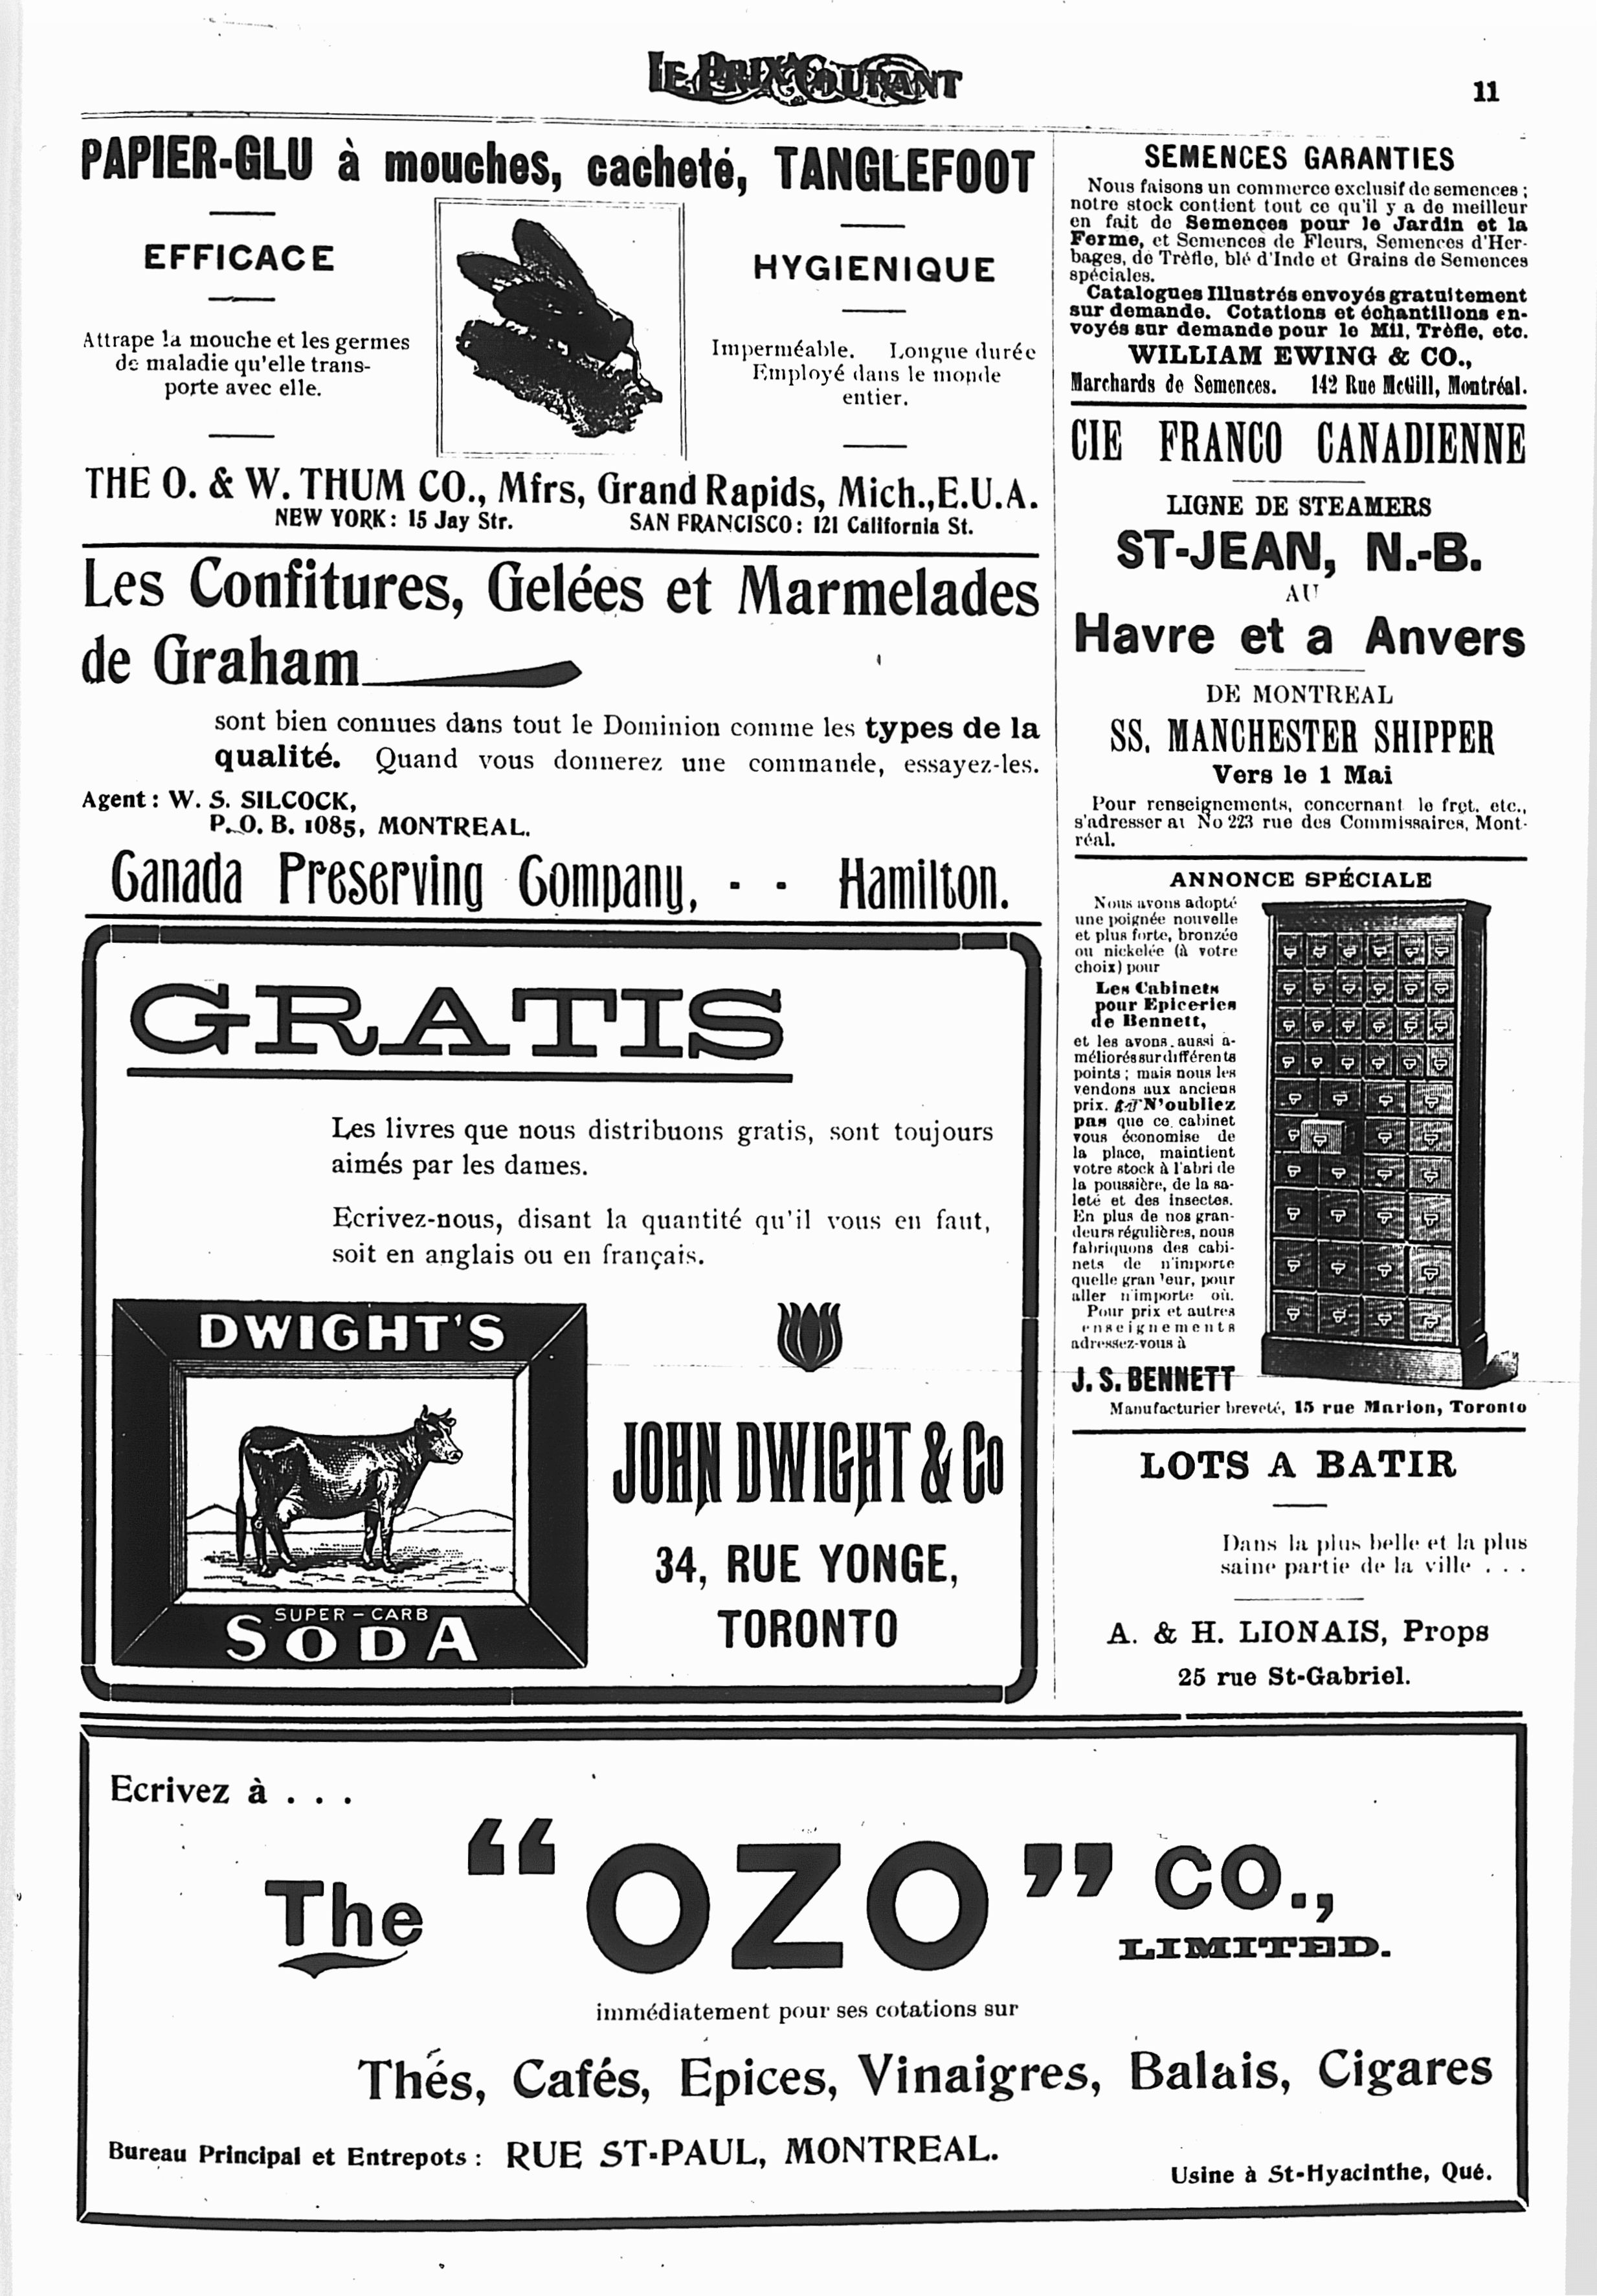 LE PRIX COURANT
11
PAPIER-GLU à mouches, cacheté, TANGLEFOOT
EFFICACE
Attrape la mouche et les germes
de maladie qu'elle trans-
porte avec elle.
HYGIENIQUE
Imperméable. Longue durée
Employé dans le monde
entier.
THE O. & W. THUM CO., Mfrs, Grand Rapids, Mich., E.U.A.
NEW YORK: 15 Jay Str. SAN FRANCISCO: 121 California St.
Les Confitures, Gelées et Marmelades
de Graham
sont bien connues dans tout le Dominion comme les types de la
qualité. Quand vous donnerez une commande, essayez-les.
Agent: W. S. SILCOCK,
P. O. B. 1085, MONTREAL.
Canada Preserving Company, - - Hamilton.
GRATIS
Les livres que nous distribuons gratis, sont toujours
aimés par les dames.
Ecrivez-nous, disant la quantité qu'il vous en faut,
soit en anglais ou en français.
DWIGHT'S
SUPER-CARB
SODA
JOHN DWIGHT & Co
34, RUE YONGE,
TORONTO
SEMENCES GARANTIES
Nous faisons un commerce exclusif de semences;
notre stock contient tout ce qu'il y a de meilleur
en fait de Semences pour le Jardin et la
Ferme, et Semences de Fleurs, Semences d'Her-
bages, de Trèfle, blé d'Inde et Grains de Semences
spéciales.
Catalogues Illustrés envoyés gratuitement
sur demande. Cotations et échantillons en-
voyés sur demande pour le Mil, Trèfle, etc.
WILLIAM EWING & CO.,
Marchards de Semences. 142 Rue McGill, Montréal.
CIE FRANCO CANADIENNE
LIGNE DE STEAMERS
ST-JEAN, N.-B.
AU
Havre et a Anvers
DE MONTREAL
SS. MANCHESTER SHIPPER
Vers le 1 Mai
Pour renseignements, concernant le fret, etc.,
s'adresser au No 223 rue des Commissaires, Mont-
réal.
ANNONCE SPÉCIALE
Nous avons adopté
une poignée nouvelle
et plus forte, bronzée
ou nickelée (à votre
choix) pour
Les Cabinets
pour Epiceries
de Bennett,
et les avons aussi a-
méliorés sur différents
points; mais nous les
vendons aux anciens
prix. N'oubliez
pas que ce cabinet
vous économise de
la place, maintient
votre stock à l'abri de
la poussière, de la sa-
leté et des insectes.
En plus de nos gran-
deurs régulières, nous
fabriquons des cabi-
nets de n'importe
quelle grandeur, pour
aller n'importe où.
Pour prix et autres
enseignements
adressez-vous à
J. S. BENNETT
Manufacturier breveté, 15 rue Marion, Toronto
LOTS A BATIR
Dans la plus belle et la plus
saine partie de la ville . . .
A. & H. LIONAIS, Props
25 rue St-Gabriel.
Ecrivez à . . .
The "OZO" CO.,
LIMITED.
immédiatement pour ses cotations sur
Thés, Cafés, Epices, Vinaigres, Balais, Cigares
Bureau Principal et Entrepots: RUE ST-PAUL, MONTREAL.
Usine à St-Hyacinthe, Qué.